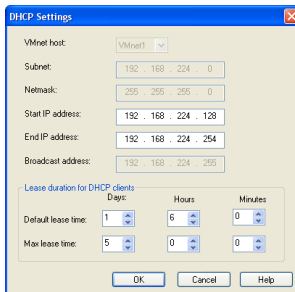 DHCP Settings
VMnet host: VMnet1
Subnet: 192 . 168 . 224 . 0
Netmask: 255 . 255 . 255 . 0
Start IP address: 192 . 168 . 224 . 128
End IP address: 192 . 168 . 224 . 254
Broadcast address: 192 . 168 . 224 . 255
Lease duration for DHCP clients
Days: Hours Minutes
Default lease time: 1 6 0
Max lease time: 5 0 0
OK Cancel Help